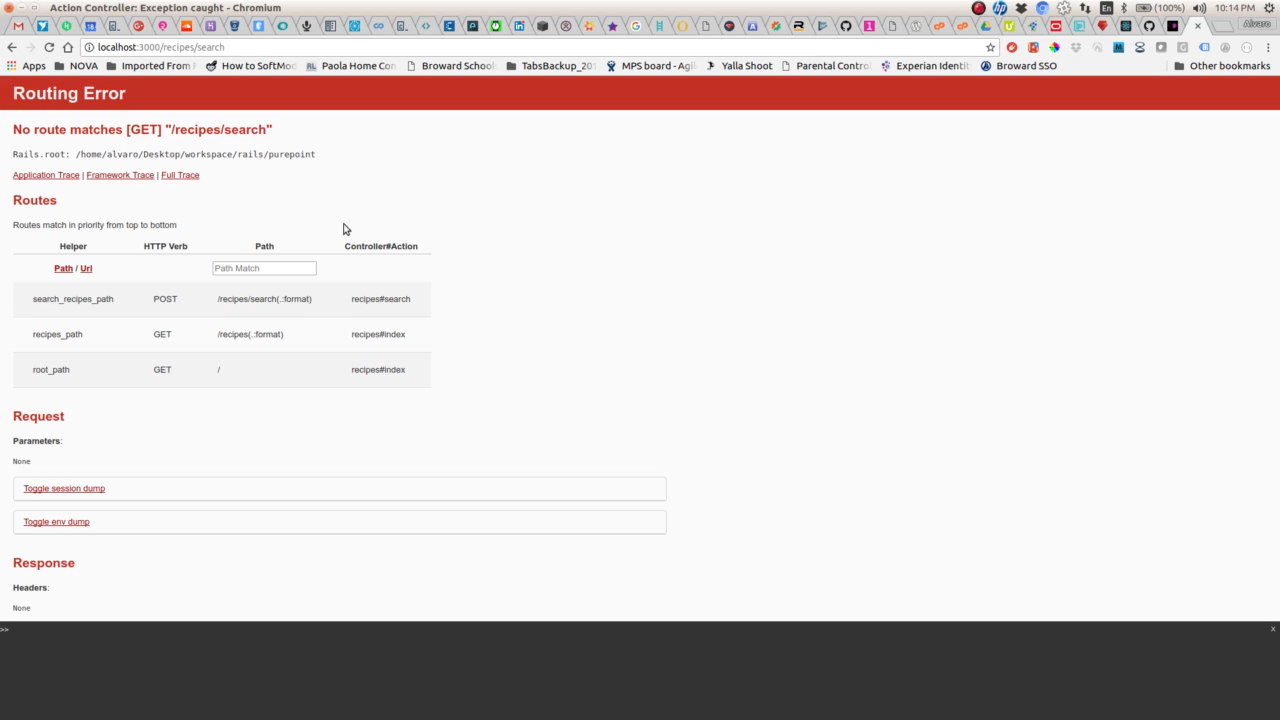 Action Controller: Exception caught - Chromium
En (100%) 10:14 PM
Alvaro
localhost:3000/recipes/search
Apps NOVA Imported From How to SoftMod Paola Home Con Broward School TabsBackup_201 MPS board - Agil Yalla Shoot Parental Contro Experian Identit Broward SSO Other bookmarks
Routing Error
No route matches [GET] "/recipes/search"
Rails.root: /home/alvaro/Desktop/workspace/rails/purepoint
Application Trace | Framework Trace | Full Trace
Routes
Routes match in priority from top to bottom
Helper HTTP Verb Path Controller#Action
Path / Url Path Match
search_recipes_path POST /recipes/search(.:format) recipes#search
recipes_path GET /recipes(.:format) recipes#index
root_path GET / recipes#index
Request
Parameters:
None
Toggle session dump
Toggle env dump
Response
Headers:
None
>> x